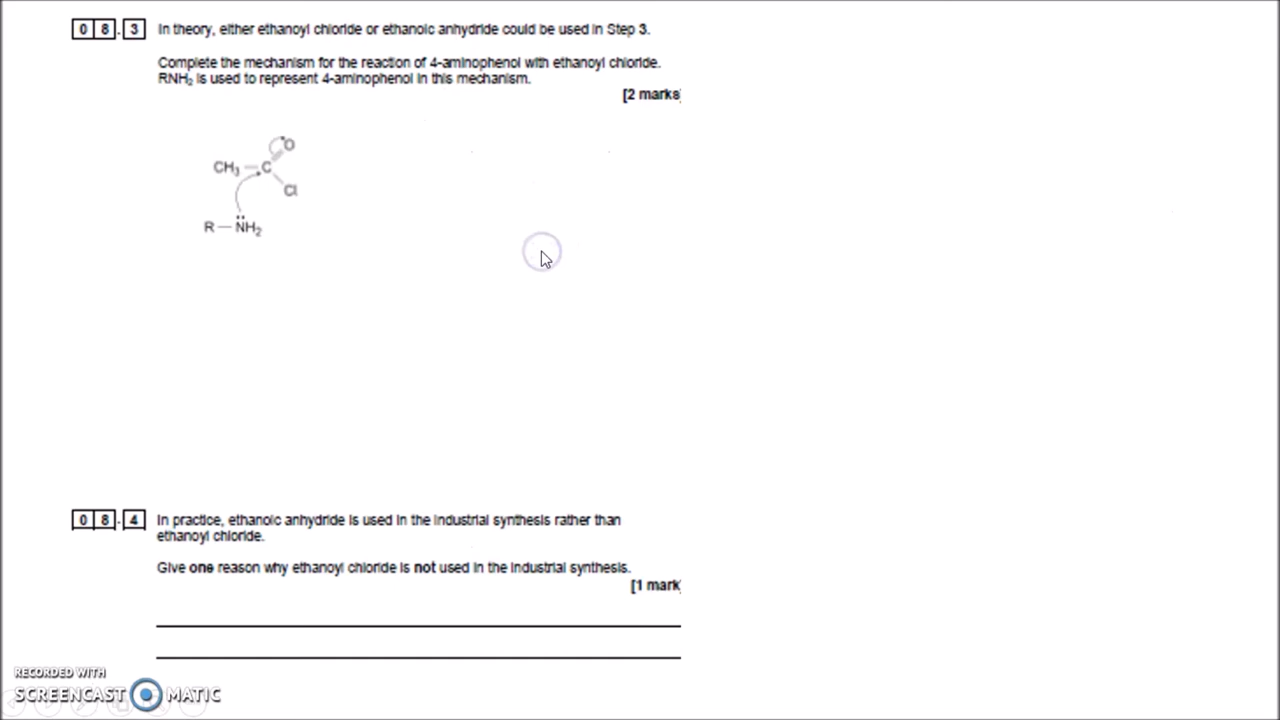 08.3 In theory, either ethanoyl chloride or ethanoic anhydride could be used in Step 3.
Complete the mechanism for the reaction of 4-aminophenol with ethanoyl chloride.
RNH₂ is used to represent 4-aminophenol in this mechanism.
[2 marks]
O
CH₃ — C
Cl
R — NH₂
08.4 In practice, ethanoic anhydride is used in the industrial synthesis rather than
ethanoyl chloride.
Give one reason why ethanoyl chloride is not used in the industrial synthesis.
[1 mark]
RECORDED WITH
SCREENCAST MATIC